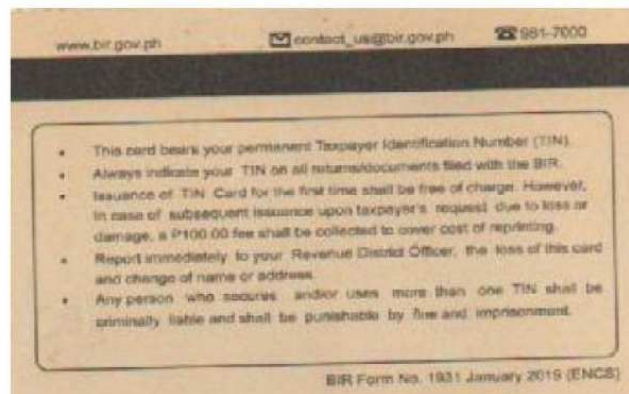 www.bir.gov.ph contact_us@bir.gov.ph 981-7000
• This card bears your permanent Taxpayer Identification Number (TIN).
• Always indicate your TIN on all returns/documents filed with the BIR.
• Issuance of TIN Card for the first time shall be free of charge. However,
in case of subsequent issuance upon taxpayer's request due to loss or
damage, a P100.00 fee shall be collected to cover cost of reprinting.
• Report immediately to your Revenue District Officer, the loss of this card
and change of name or address.
• Any person who secures and/or uses more than one TIN shall be
criminally liable and shall be punishable by fine and imprisonment.
BIR Form No. 1931 January 2019 (ENCS)